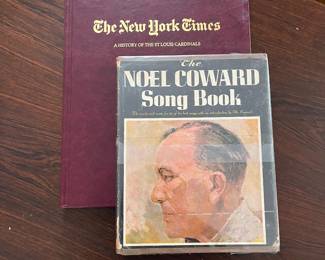 The New York Times
A HISTORY OF THE ST LOUIS CARDINALS
The
NOEL COWARD
Song Book